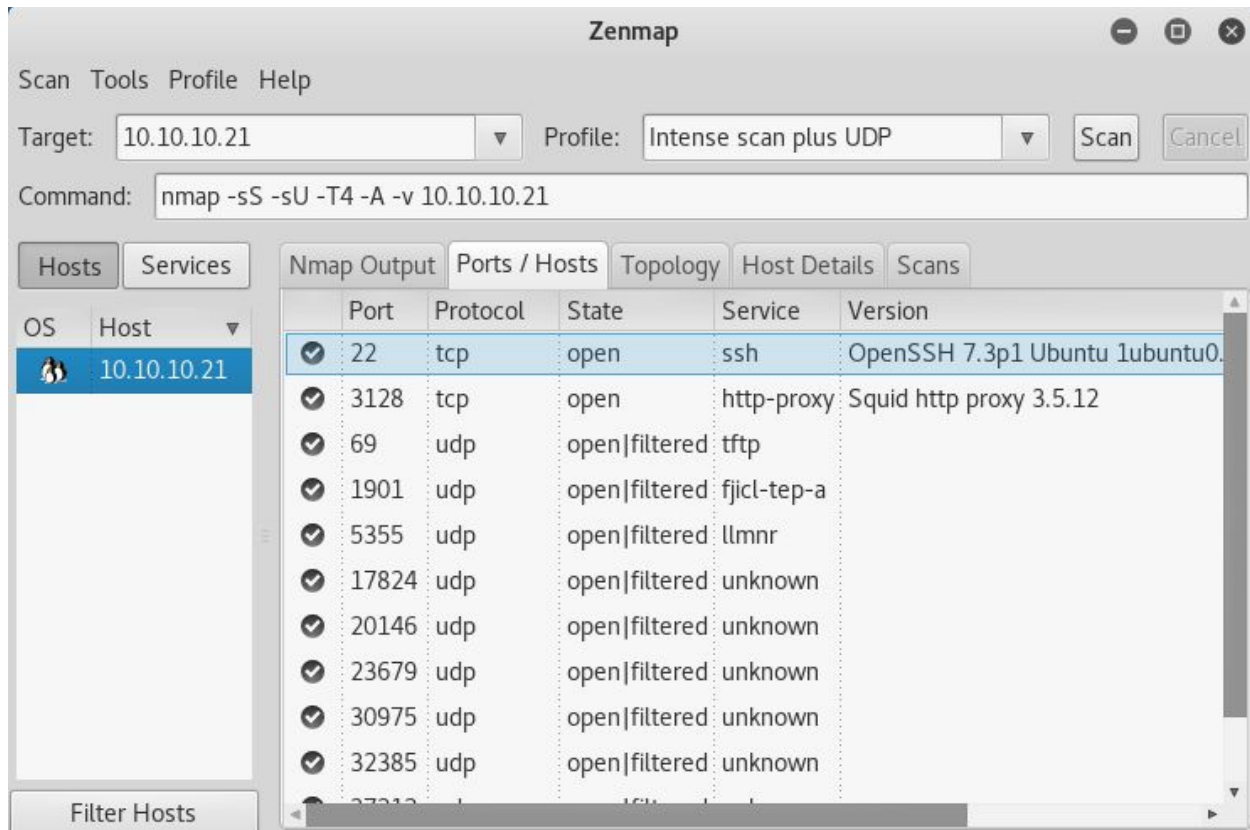 Zenmap
Scan Tools Profile Help
Target: 10.10.10.21 Profile: Intense scan plus UDP Scan Cancel
Command: nmap -sS -sU -T4 -A -v 10.10.10.21
Hosts Services Nmap Output Ports / Hosts Topology Host Details Scans
OS Host Port Protocol State Service Version
10.10.10.21 22 tcp open ssh OpenSSH 7.3p1 Ubuntu 1ubuntu0.
3128 tcp open http-proxy Squid http proxy 3.5.12
69 udp open|filtered tftp
1901 udp open|filtered fjicl-tep-a
5355 udp open|filtered llmnr
17824 udp open|filtered unknown
20146 udp open|filtered unknown
23679 udp open|filtered unknown
30975 udp open|filtered unknown
32385 udp open|filtered unknown
Filter Hosts